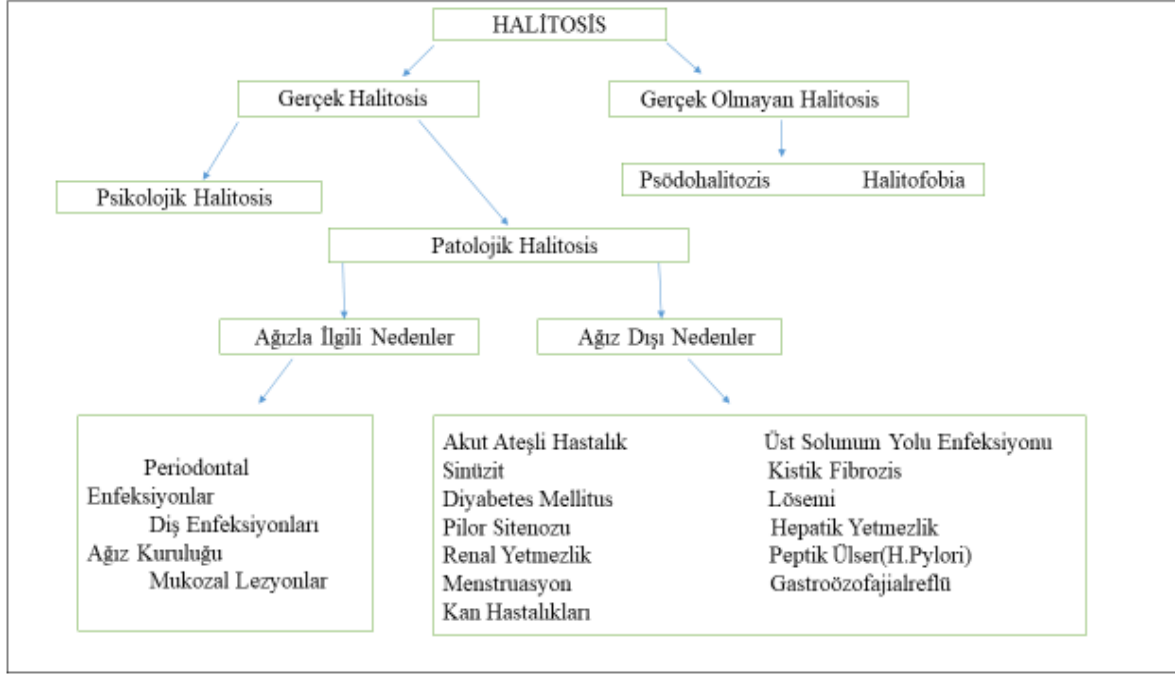 HALİTOSİS
Gerçek Halitosis
Gerçek Olmayan Halitosis
Psikolojik Halitosis
Psödohalitozis Halitofobia
Patolojik Halitosis
Ağızla İlgili Nedenler
Ağız Dışı Nedenler
Periodontal
Enfeksiyonlar
Diş Enfeksiyonları
Ağız Kuruluğu
Mukozal Lezyonlar
Akut Ateşli Hastalık Üst Solunum Yolu Enfeksiyonu
Sinüzit Kistik Fibrozis
Diyabetes Mellitus Lösemi
Pilor Sitenozu Hepatik Yetmezlik
Renal Yetmezlik Peptik Ülser(H.Pylori)
Menstruasyon Gastroözofajialreflü
Kan Hastalıkları